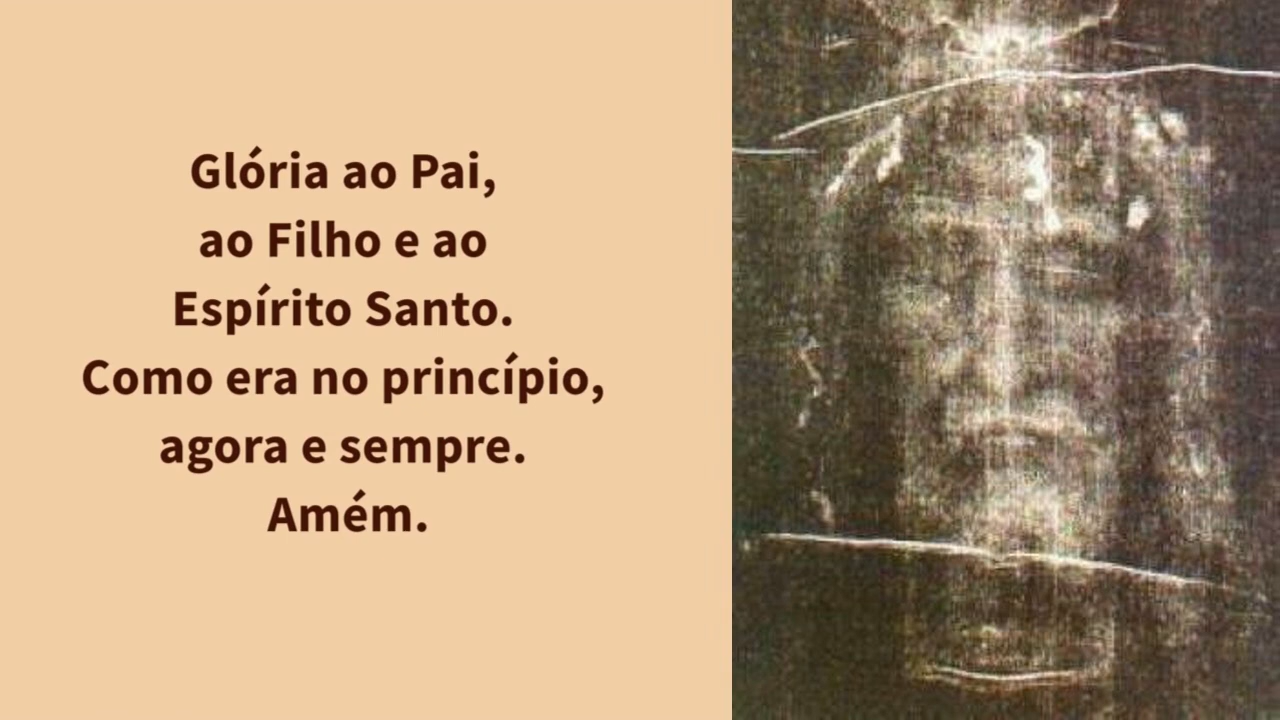 Glória ao Pai,
ao Filho e ao
Espírito Santo.
Como era no princípio,
agora e sempre.
Amém.